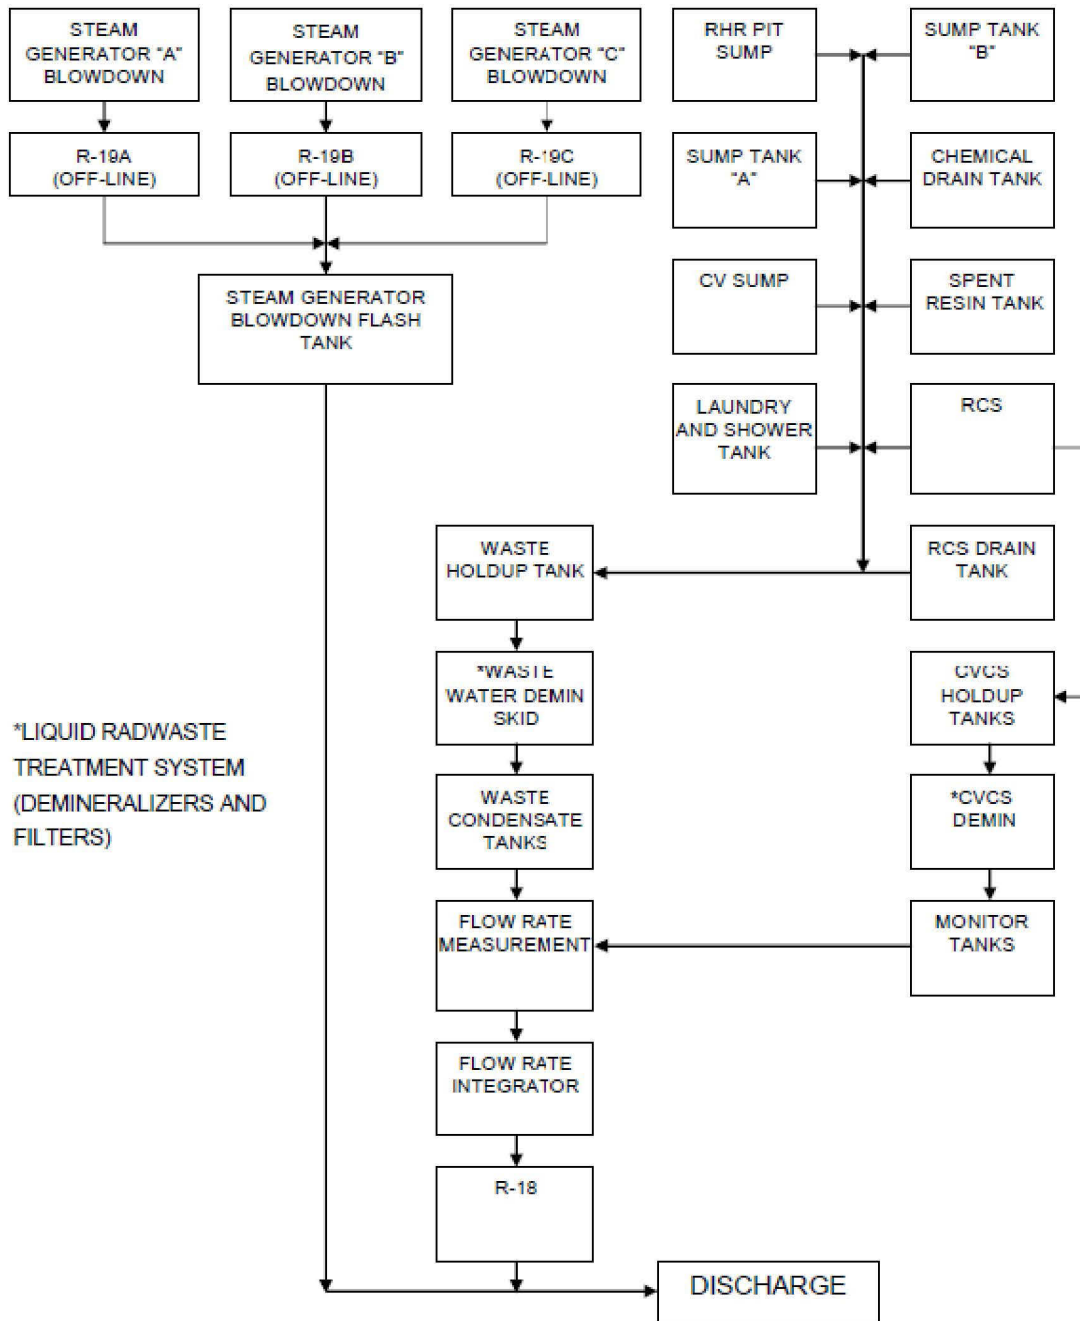 STEAM
GENERATOR "A"
BLOWDOWN
STEAM
GENERATOR "B"
BLOWDOWN
STEAM
GENERATOR "C"
BLOWDOWN
RHR PIT
SUMP
SUMP TANK
"B"
R-19A
(OFF-LINE)
R-19B
(OFF-LINE)
R-19C
(OFF-LINE)
SUMP TANK
"A"
CHEMICAL
DRAIN TANK
STEAM GENERATOR
BLOWDOWN FLASH
TANK
CV SUMP
SPENT
RESIN TANK
LAUNDRY
AND SHOWER
TANK
RCS
WASTE
HOLDUP TANK
RCS DRAIN
TANK
*WASTE
WATER DEMIN
SKID
CVCS
HOLDUP
TANKS
*LIQUID RADWASTE
TREATMENT SYSTEM
(DEMINERALIZERS AND
FILTERS)
WASTE
CONDENSATE
TANKS
*CVCS
DEMIN
FLOW RATE
MEASUREMENT
MONITOR
TANKS
FLOW RATE
INTEGRATOR
R-18
DISCHARGE